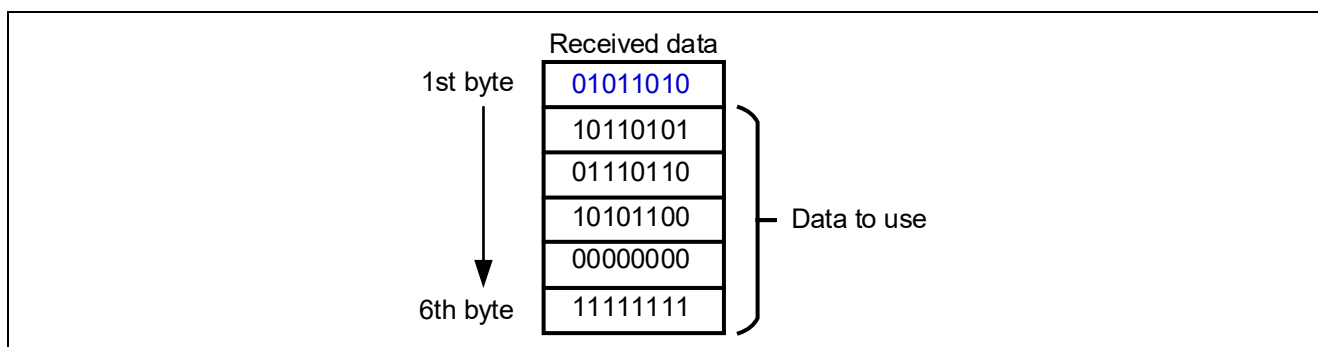 Received data
1st byte 01011010
10110101
01110110
10101100
Data to use
00000000
6th byte 11111111